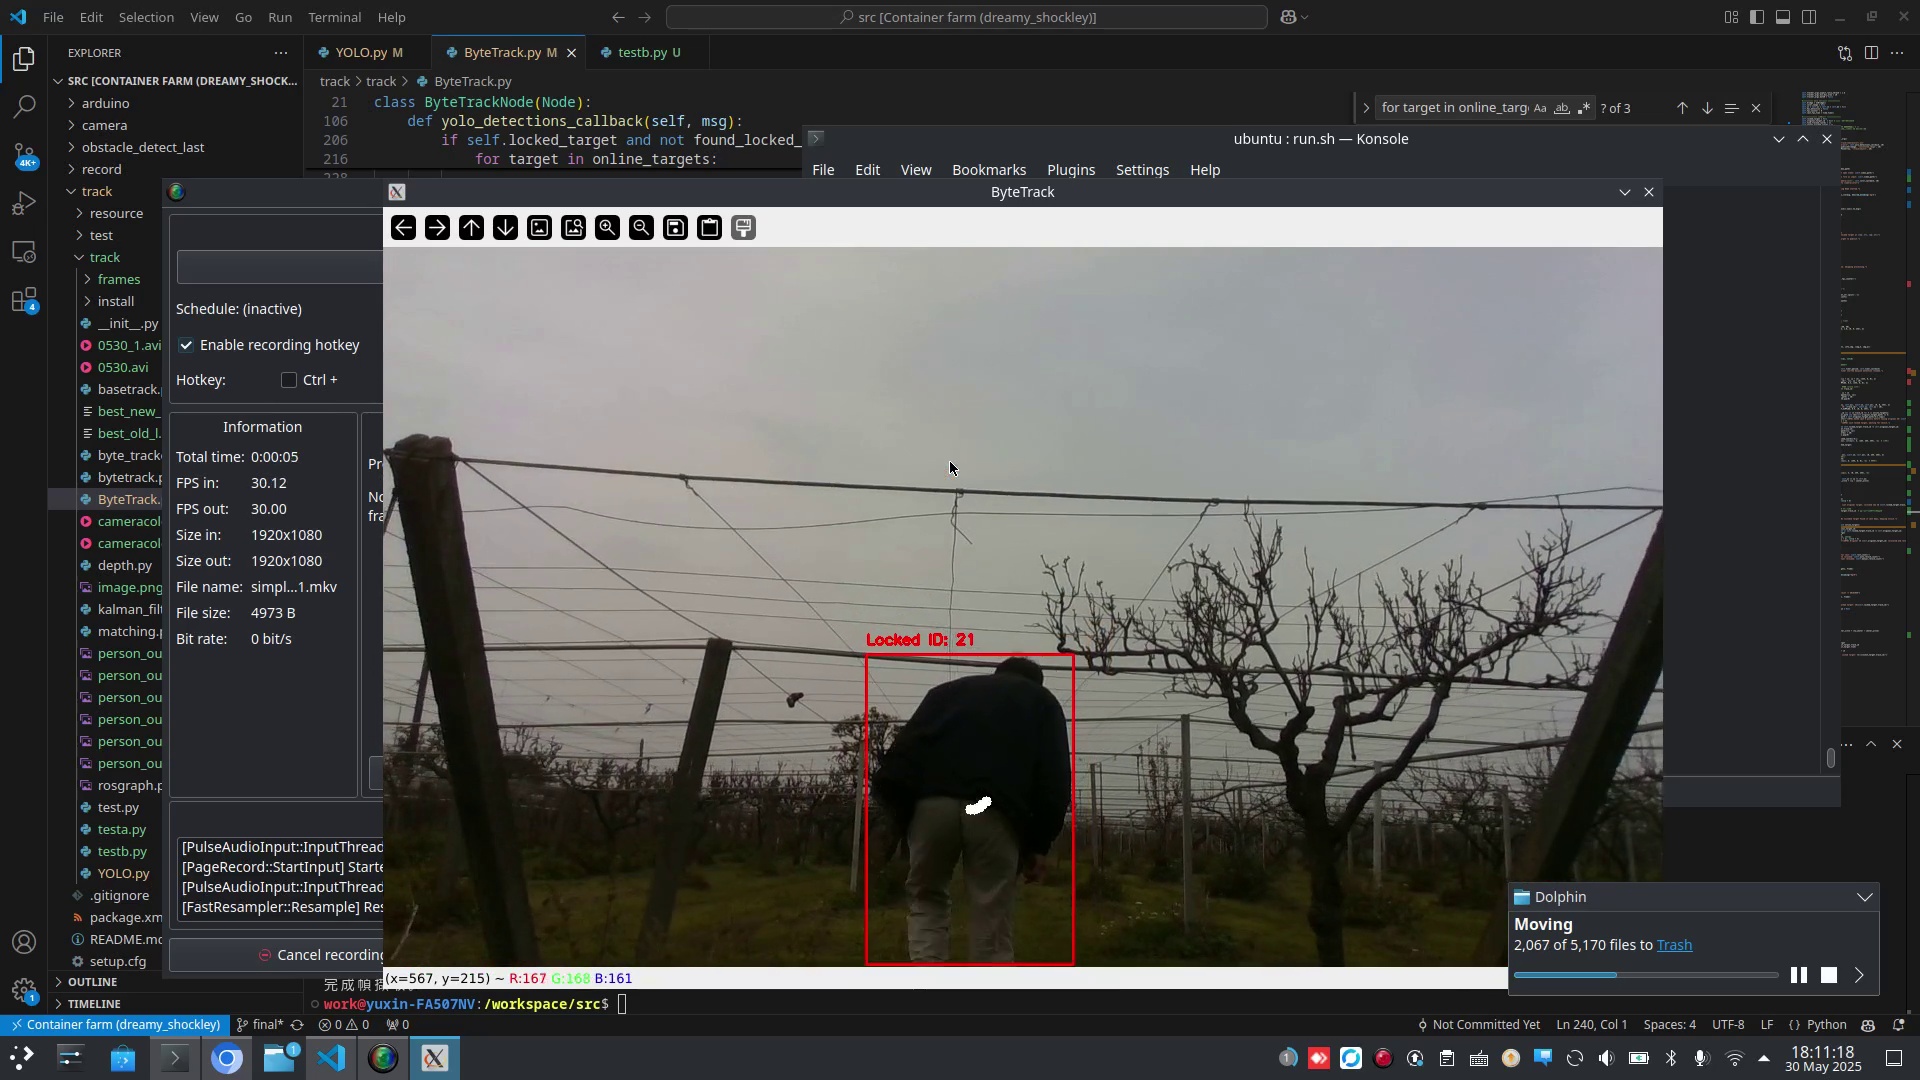 File Edit Selection View Go Run Terminal Help
src [Container farm (dreamy_shockley)]
EXPLORER
YOLO.py M
ByteTrack.py M
testb.py U
SRC [CONTAINER FARM (DREAMY_SHOCK...
track > track > ByteTrack.py
arduino
camera
obstacle_detect_last
record
track
resource
test
track
frames
install
__init__.py
0530_1.avi
0530.avi
basetrack.
best_new_
best_old_l.
byte_track
bytetrack.p
ByteTrack.
cameracol
cameracol
depth.py
image.png
kalman_filt
matching.p
person_ou
person_ou
person_ou
person_ou
person_ou
person_ou
rosgraph.p
test.py
testa.py
testb.py
YOLO.py
.gitignore
package.xm
README.md
setup.cfg
OUTLINE
TIMELINE
4K+
4
1
21 class ByteTrackNode(Node):
106 def yolo_detections_callback(self, msg):
206 if self.locked_target and not found_locked_
216 for target in online_targets:
for target in online_targ
Aa ab .*
? of 3
ubuntu : run.sh — Konsole
File Edit View Bookmarks Plugins Settings Help
ByteTrack
Schedule: (inactive)
Enable recording hotkey
Hotkey: Ctrl +
Information
Total time: 0:00:05
FPS in: 30.12
FPS out: 30.00
Size in: 1920x1080
Size out: 1920x1080
File name: simpl...1.mkv
File size: 4973 B
Bit rate: 0 bit/s
Pr
No
fra
[PulseAudioInput::InputThread
[PageRecord::StartInput] Starte
[PulseAudioInput::InputThread
[FastResampler::Resample] Res
Cancel recording
Locked ID: 21
(x=567, y=215) ~ R:167 G:168 B:161
work@yuxin-FA507NV:/workspace/src$
Dolphin
Moving
2,067 of 5,170 files to Trash
Container farm (dreamy_shockley) final* 0 0 0
Not Committed Yet Ln 240, Col 1 Spaces: 4 UTF-8 LF {} Python
1
1
18:11:18
30 May 2025